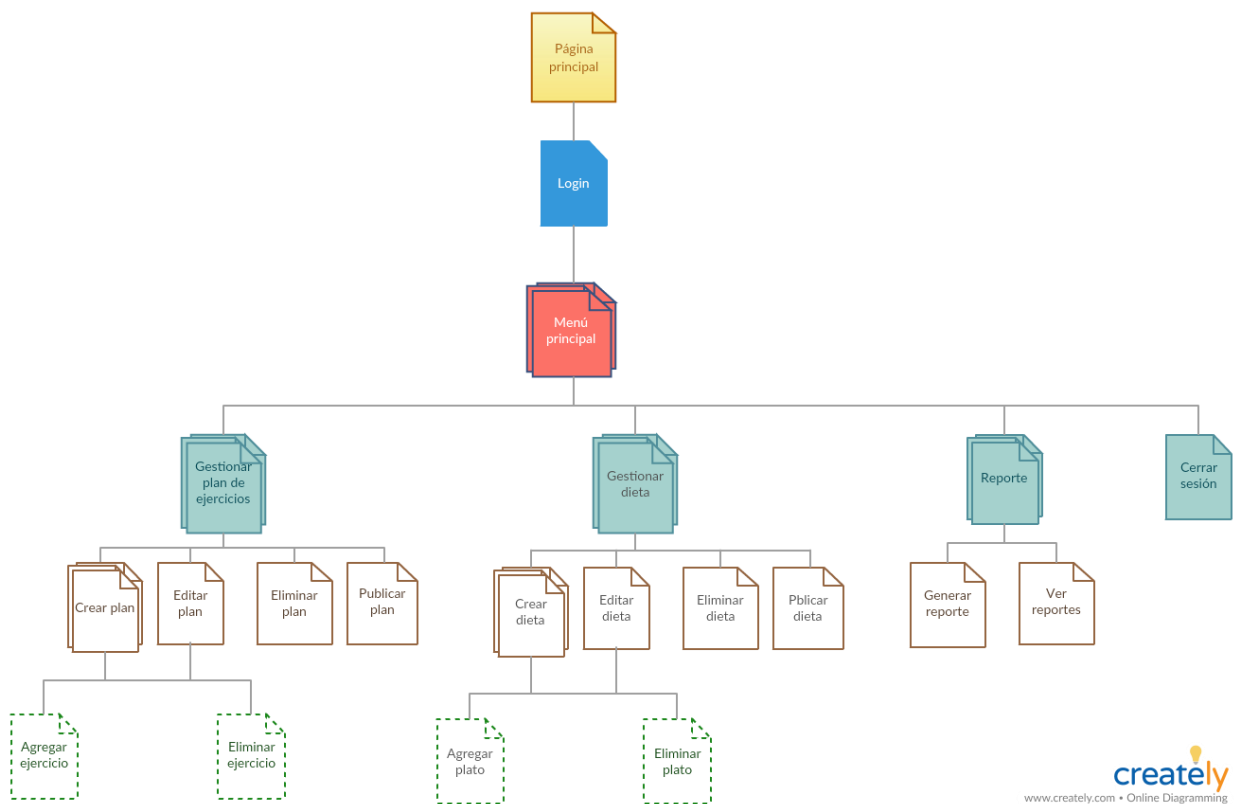 Página
principal
Login
Menú
principal
Gestionar
plan de
ejercicios
Gestionar
dieta
Reporte
Cerrar
sesión
Crear plan
Editar
plan
Eliminar
plan
Publicar
plan
Crear
dieta
Editar
dieta
Eliminar
dieta
Pblicar
dieta
Generar
reporte
Ver
reportes
Agregar
ejercicio
Eliminar
ejercicio
Agregar
plato
Eliminar
plato
creately
www.creately.com • Online Diagramming